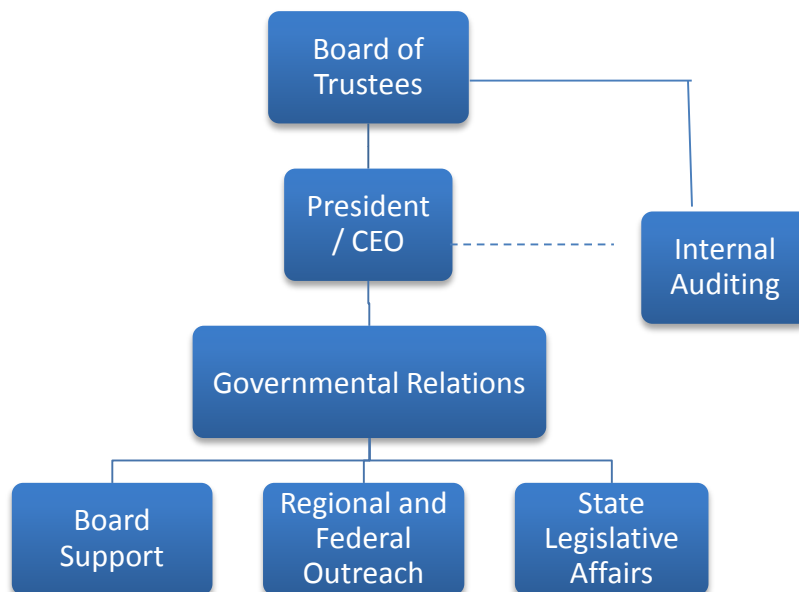 Board of
Trustees
President
/ CEO
Internal
Auditing
Governmental Relations
Board
Support
Regional and
Federal
Outreach
State
Legislative
Affairs